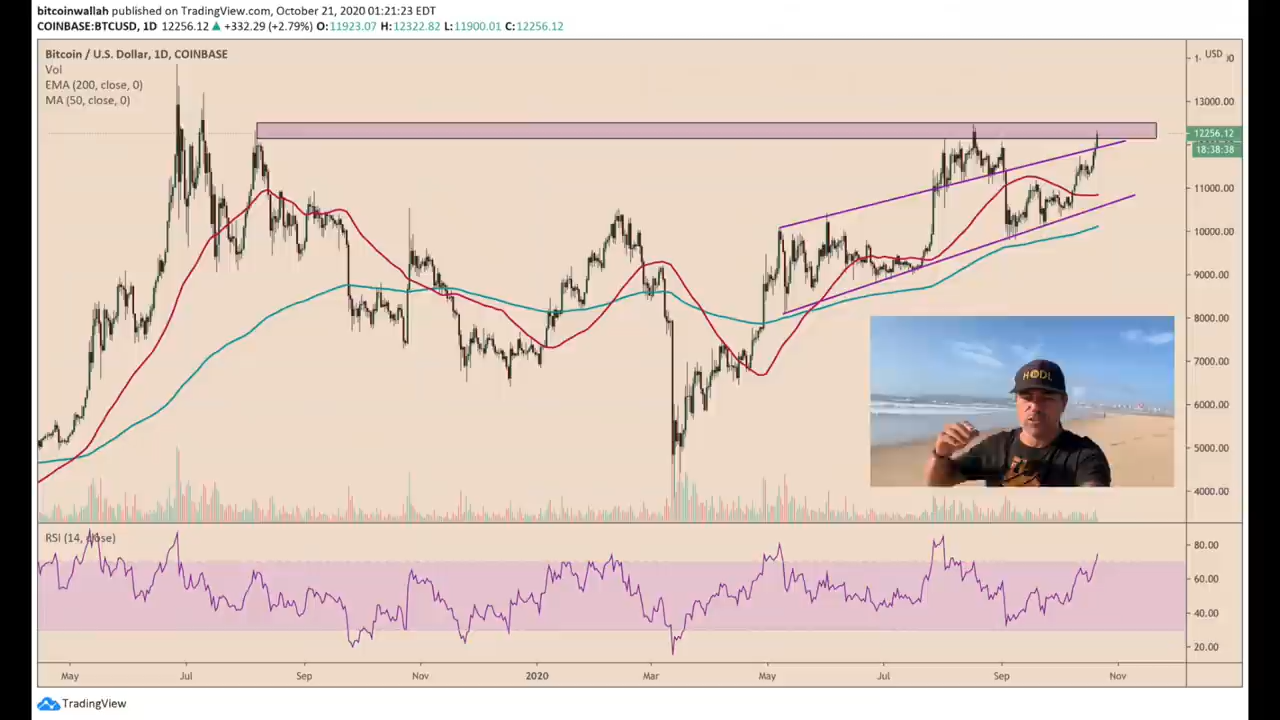 bitcoinwallah published on TradingView.com, October 21, 2020 01:21:23 EDT
COINBASE:BTCUSD, 1D 12256.12 ▲ +332.29 (+2.79%) O:11923.07 H:12322.82 L:11900.01 C:12256.12
Bitcoin / U.S. Dollar, 1D, COINBASE
Vol
EMA (200, close, 0)
MA (50, close, 0)
USD
13000.00
12256.12
18:38:38
11000.00
10000.00
9000.00
8000.00
7000.00
6000.00
5000.00
4000.00
HODL
RSI (14, close)
80.00
60.00
40.00
20.00
May Jul Sep Nov 2020 Mar May Jul Sep Nov
TradingView